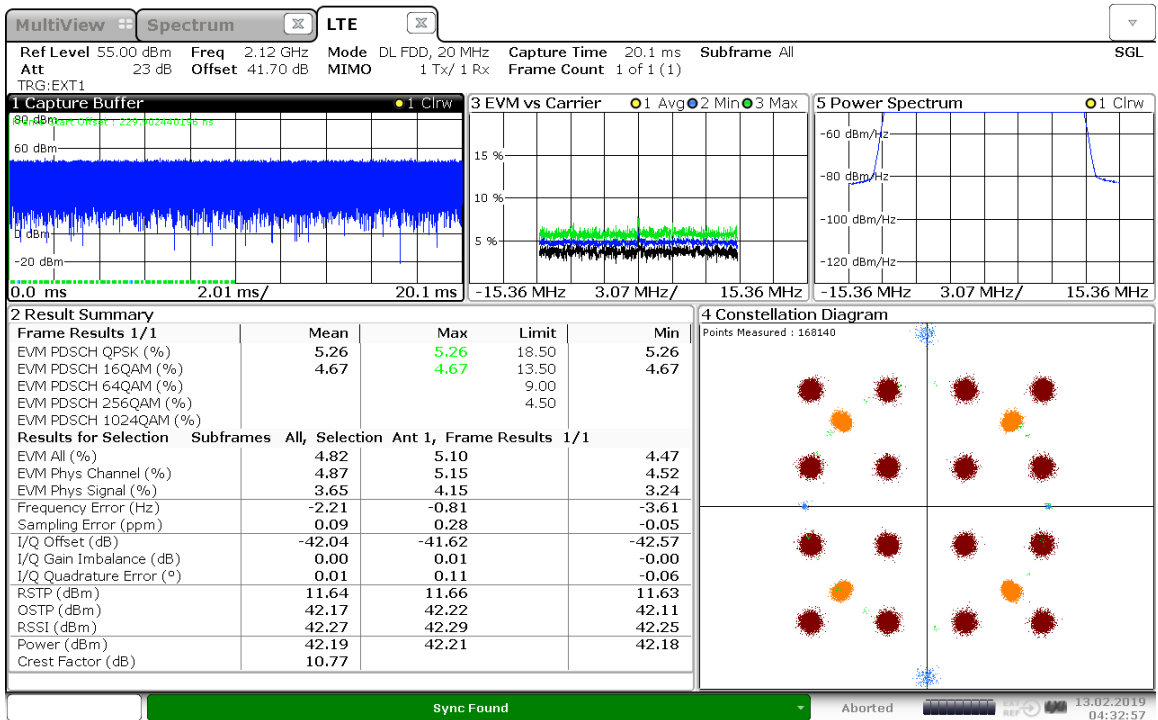 MultiView Spectrum LTE
Ref Level 55.00 dBm Freq 2.12 GHz Mode DL FDD, 20 MHz Capture Time 20.1 ms Subframe All SGL
Att 23 dB Offset 41.70 dB MIMO 1 Tx/ 1 Rx Frame Count 1 of 1 (1)
TRG:EXT1
1 Capture Buffer 1 Clrw
80 dBm
Frame Start Offset : 229.902440196 ms
60 dBm
0 dBm
-20 dBm
0.0 ms 2.01 ms/ 20.1 ms
3 EVM vs Carrier 1 Avg 2 Min 3 Max
15 %
10 %
5 %
-15.36 MHz 3.07 MHz/ 15.36 MHz
5 Power Spectrum 1 Clrw
-60 dBm/Hz
-80 dBm/Hz
-100 dBm/Hz
-120 dBm/Hz
-15.36 MHz 3.07 MHz/ 15.36 MHz
2 Result Summary
Frame Results 1/1 Mean Max Limit Min
EVM PDSCH QPSK (%) 5.26 5.26 18.50 5.26
EVM PDSCH 16QAM (%) 4.67 4.67 13.50 4.67
EVM PDSCH 64QAM (%) 9.00
EVM PDSCH 256QAM (%) 4.50
EVM PDSCH 1024QAM (%)
Results for Selection Subframes All, Selection Ant 1, Frame Results 1/1
EVM All (%) 4.82 5.10 4.47
EVM Phys Channel (%) 4.87 5.15 4.52
EVM Phys Signal (%) 3.65 4.15 3.24
Frequency Error (Hz) -2.21 -0.81 -3.61
Sampling Error (ppm) 0.09 0.28 -0.05
I/Q Offset (dB) -42.04 -41.62 -42.57
I/Q Gain Imbalance (dB) 0.00 0.01 -0.00
I/Q Quadrature Error (º) 0.01 0.11 -0.06
RSTP (dBm) 11.64 11.66 11.63
OSTP (dBm) 42.17 42.22 42.11
RSSI (dBm) 42.27 42.29 42.25
Power (dBm) 42.19 42.21 42.18
Crest Factor (dB) 10.77
4 Constellation Diagram
Points Measured : 168140
Sync Found
Aborted
EXT
REF
13.02.2019
04:32:57